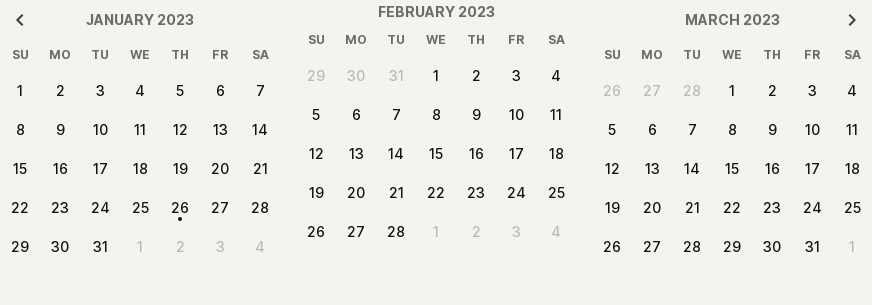 JANUARY 2023
SU MO TU WE TH FR SA
1 2 3 4 5 6 7
8 9 10 11 12 13 14
15 16 17 18 19 20 21
22 23 24 25 26 27 28
29 30 31 1 2 3 4
FEBRUARY 2023
SU MO TU WE TH FR SA
29 30 31 1 2 3 4
5 6 7 8 9 10 11
12 13 14 15 16 17 18
19 20 21 22 23 24 25
26 27 28 1 2 3 4
MARCH 2023
SU MO TU WE TH FR SA
26 27 28 1 2 3 4
5 6 7 8 9 10 11
12 13 14 15 16 17 18
19 20 21 22 23 24 25
26 27 28 29 30 31 1